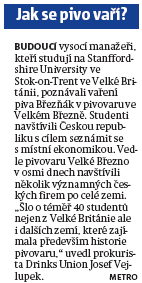 Jak se pivo vaří?
BUDOUCÍ vysocí manažeři,
kteří studují na Stanfford-
shire University ve
Stok-on-Trent ve Velké Bri-
tánii, poznávali vaření
piva Březňák v pivovaru ve
Velkém Březně. Studenti
navštívili Českou repub-
liku s cílem seznámit se
s místní ekonomikou. Ved-
le pivovaru Velké Březno
v osmi dnech navštívili
několik významných čes-
kých firem po celé zemi.
„Šlo o téměř 40 studentů
nejen z Velké Británie ale
i dalších zemí, které zají-
mala především historie
pivovaru,“ uvedl prokuris-
ta Drinks Union Josef Vej-
lupek. METRO